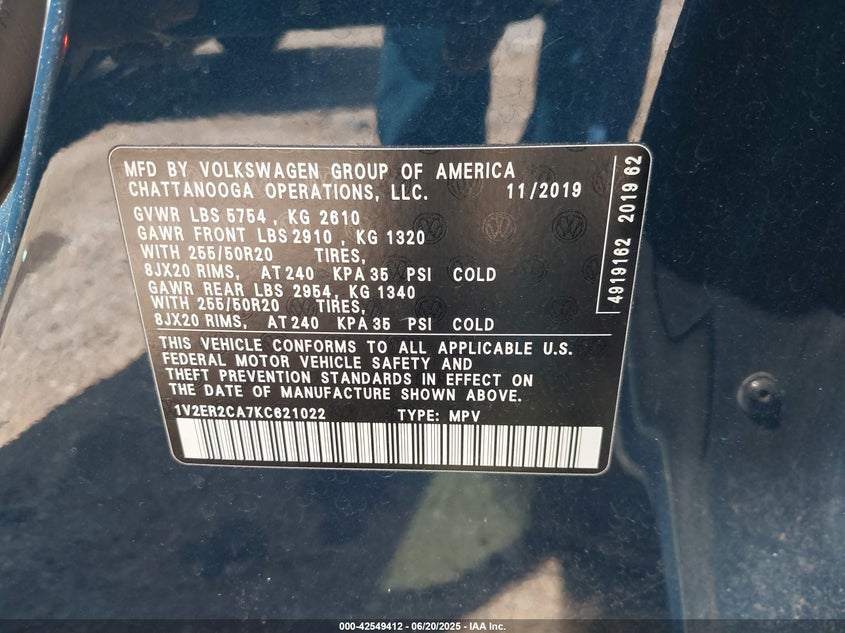 MFD BY VOLKSWAGEN GROUP OF AMERICA
CHATTANOOGA OPERATIONS, LLC. 11/2019
GVWR LBS 5754 , KG 2610
GAWR FRONT LBS 2910 , KG 1320
WITH 255/50R20 TIRES,
8JX20 RIMS, AT 240 KPA 35 PSI COLD
GAWR REAR LBS 2954, KG 1340
WITH 255/50R20 TIRES,
8JX20 RIMS, AT 240 KPA 35 PSI COLD
THIS VEHICLE CONFORMS TO ALL APPLICABLE U.S.
FEDERAL MOTOR VEHICLE SAFETY AND
THEFT PREVENTION STANDARDS IN EFFECT ON
THE DATE OF MANUFACTURE SHOWN ABOVE.
1V2ER2CA7KC621022 TYPE: MPV
4919162 2019 62
000-42549412 - 06/20/2025 - IAA Inc.